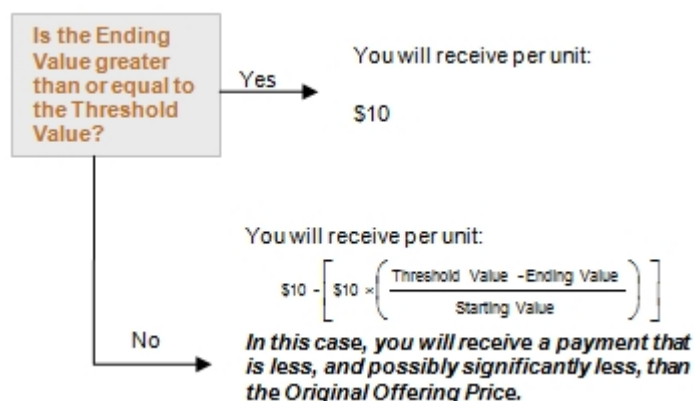 Is the Ending
Value greater
than or equal to
the Threshold
Value?
Yes
You will receive per unit:
$10
You will receive per unit:
$10 - [ $10 × ( Threshold Value - Ending Value / Starting Value ) ]
No
In this case, you will receive a payment that
is less, and possibly significantly less, than
the Original Offering Price.